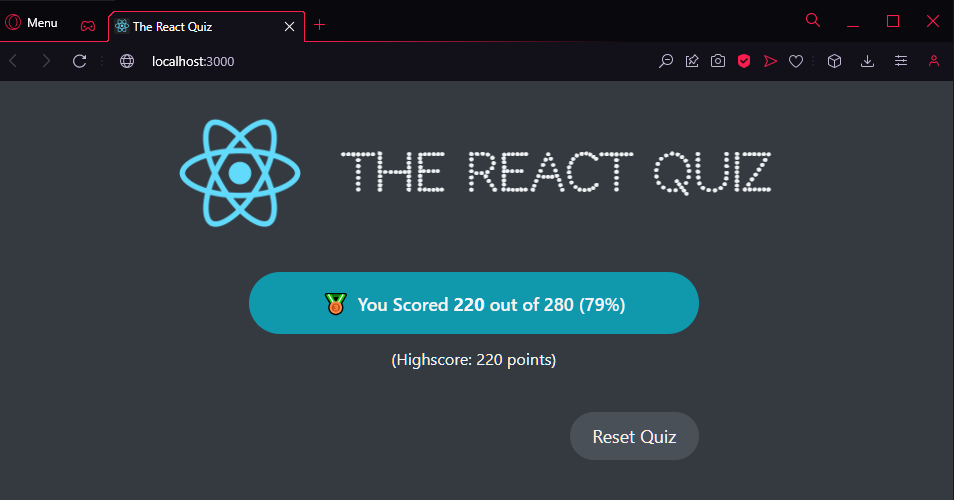 Menu
The React Quiz
localhost:3000
THE REACT QUIZ
You Scored 220 out of 280 (79%)
(Highscore: 220 points)
Reset Quiz